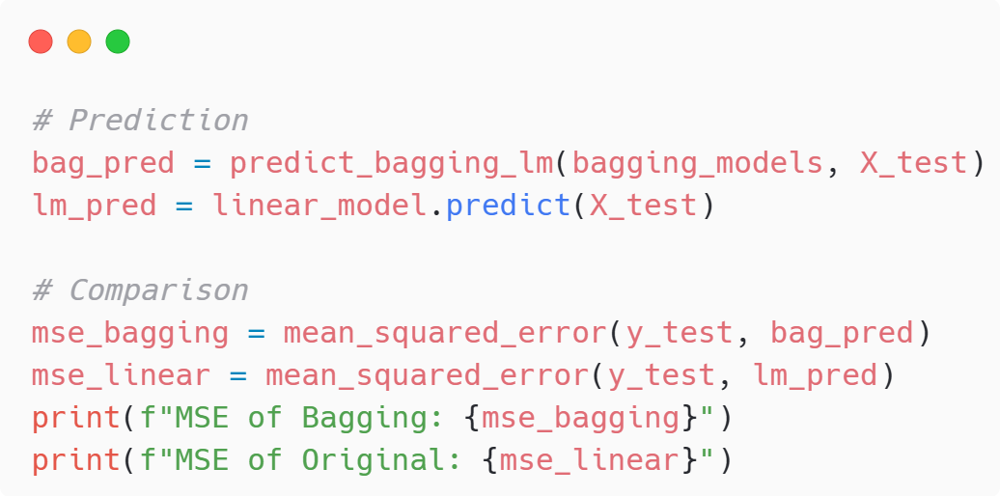 # Prediction
bag_pred = predict_bagging_lm(bagging_models, X_test)
lm_pred = linear_model.predict(X_test)

# Comparison
mse_bagging = mean_squared_error(y_test, bag_pred)
mse_linear = mean_squared_error(y_test, lm_pred)
print(f"MSE of Bagging: {mse_bagging}")
print(f"MSE of Original: {mse_linear}")